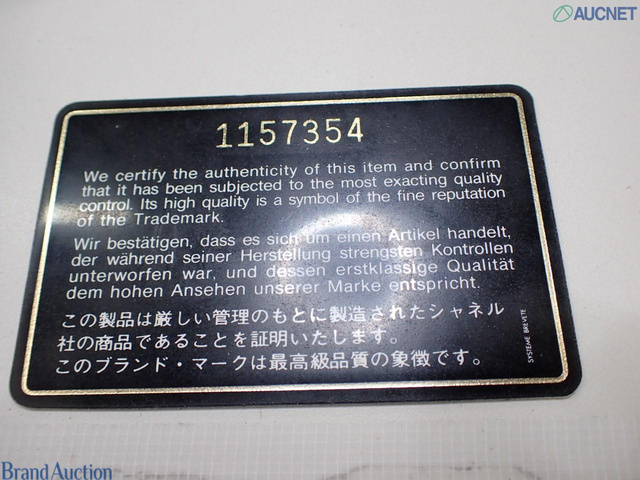 AUCNET
1157354
We certify the authenticity of this item and confirm
that it has been subjected to the most exacting quality
control. Its high quality is a symbol of the fine reputation
of the Trademark.
Wir bestätigen, dass es sich um einen Artikel handelt,
der während seiner Herstellung strengsten Kontrollen
unterworfen war, und dessen erstklassige Qualität
dem hohen Ansehen unserer Marke entspricht.
この製品は厳しい管理のもとに製造されたシャネル
社の商品であることを証明いたします。
このブランド・マークは最高級品質の象徴です。
SYSTEME BREVETE
Brand Auction